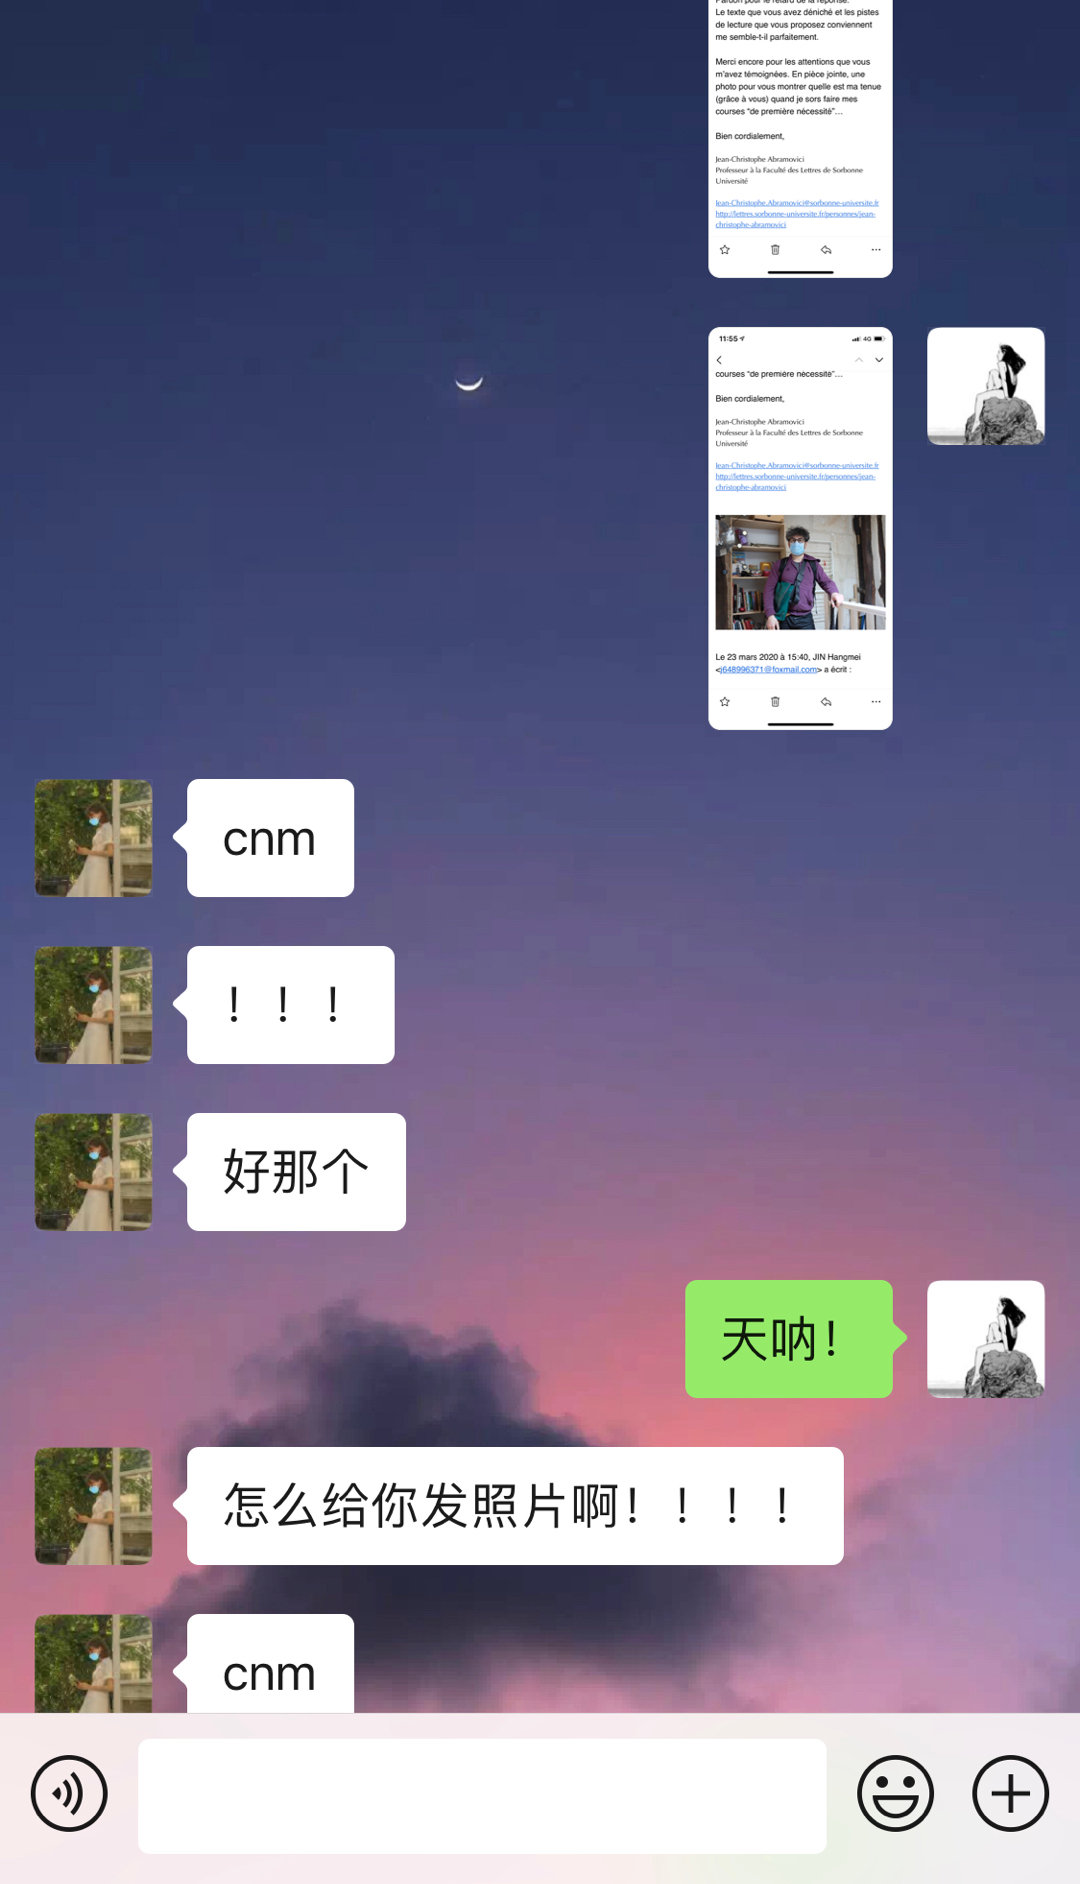 Pardon pour le retard de la réponse.
Le texte que vous avez déniché et les pistes
de lecture que vous proposez conviennent
me semble-t-il parfaitement.
Merci encore pour les attentions que vous
m'avez témoignées. En pièce jointe, une
photo pour vous montrer quelle est ma tenue
(grâce à vous) quand je sors faire mes
courses “de première nécessité”...
Bien cordialement,
Jean-Christophe Abramovici
Professeur à la Faculté des Lettres de Sorbonne
Université
Jean-Christophe.Abramovici@sorbonne-universite.fr
http://lettres.sorbonne-universite.fr/personnes/jean-
christophe-abramovici
11:55
4G
courses “de première nécessité”...
Bien cordialement,
Jean-Christophe Abramovici
Professeur à la Faculté des Lettres de Sorbonne
Université
Jean-Christophe.Abramovici@sorbonne-universite.fr
http://lettres.sorbonne-universite.fr/personnes/jean-
christophe-abramovici
Le 23 mars 2020 à 15:40, JIN Hangmei
<j648996371@foxmail.com> a écrit :
cnm
！！！
好那个
天呐！
怎么给你发照片啊！！！！
cnm